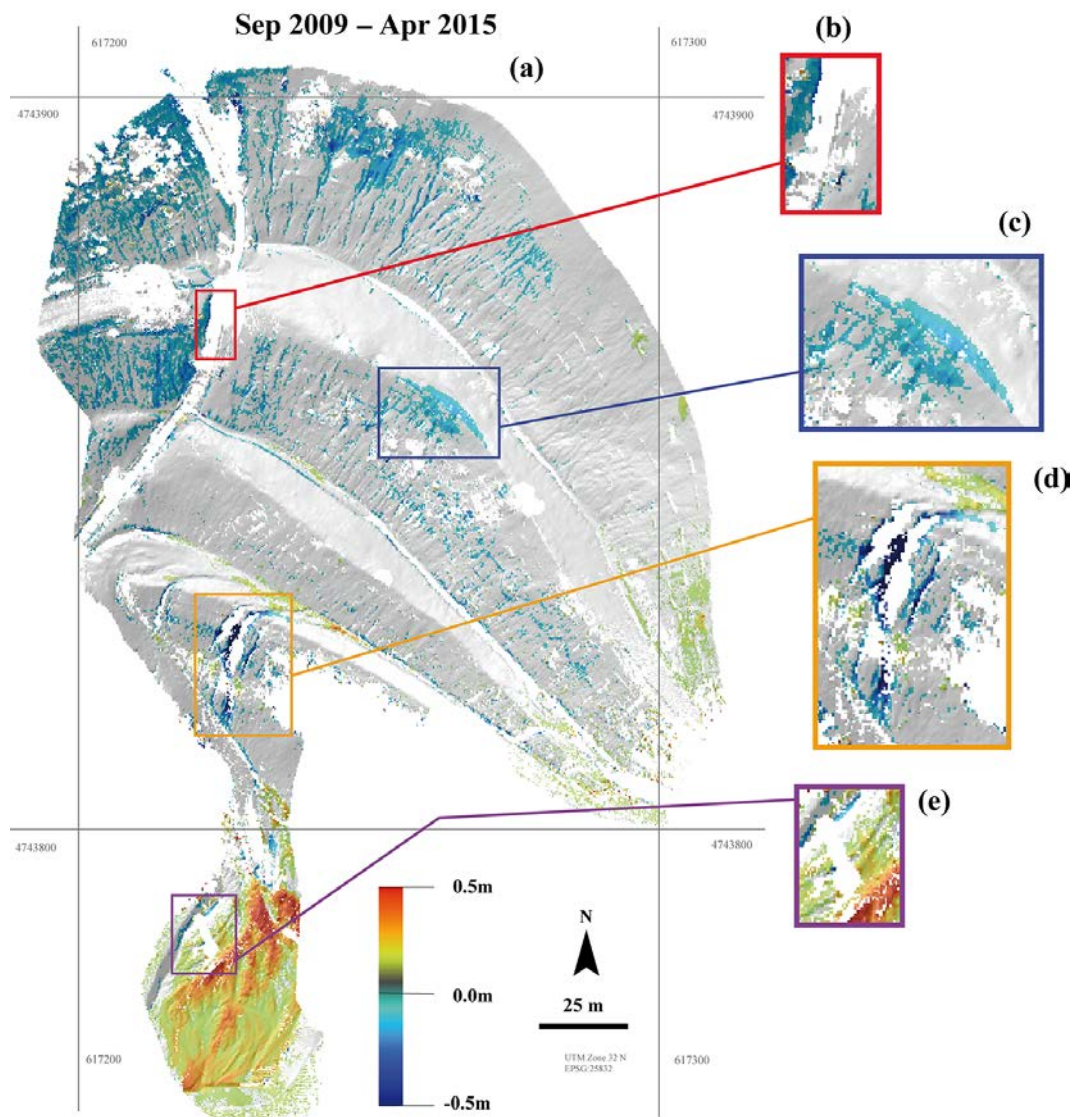 Sep 2009 – Apr 2015
(b)
617200
617300
(a)
4743900
4743900
(c)
(d)
(e)
4743800
4743800
0.5m
N
0.0m
25 m
617200
UTM Zone 32 N
EPSG:25832
617300
-0.5m